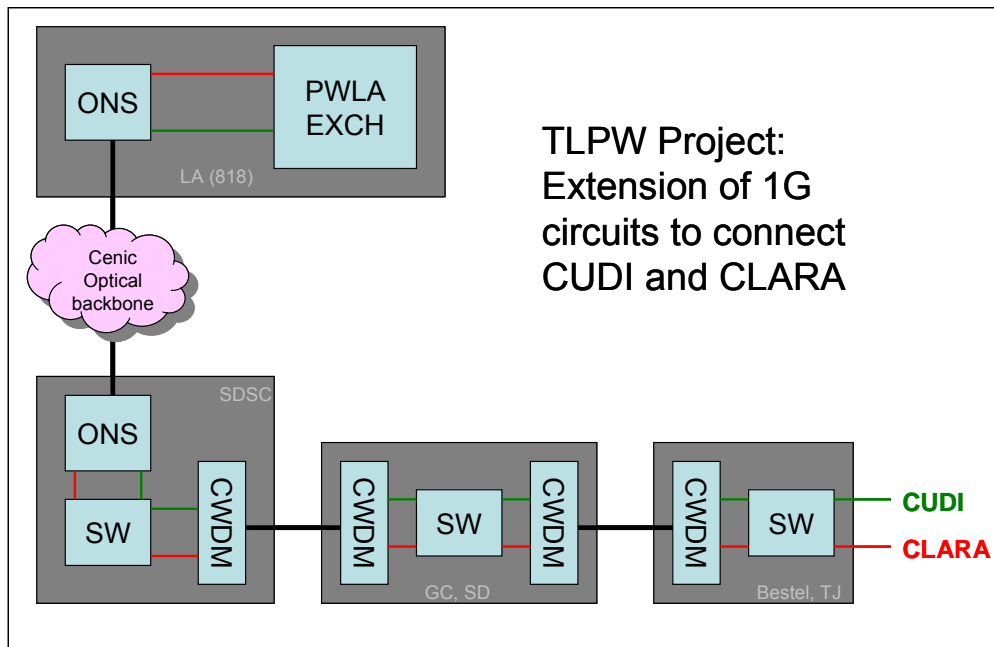 ONS
PWLA
EXCH
LA (818)
TLPW Project:
Extension of 1G
circuits to connect
CUDI and CLARA
Cenic
Optical
backbone
SDSC
ONS
SW
CWDM
CWDM
SW
CWDM
GC, SD
CWDM
SW
Bestel, TJ
CUDI
CLARA